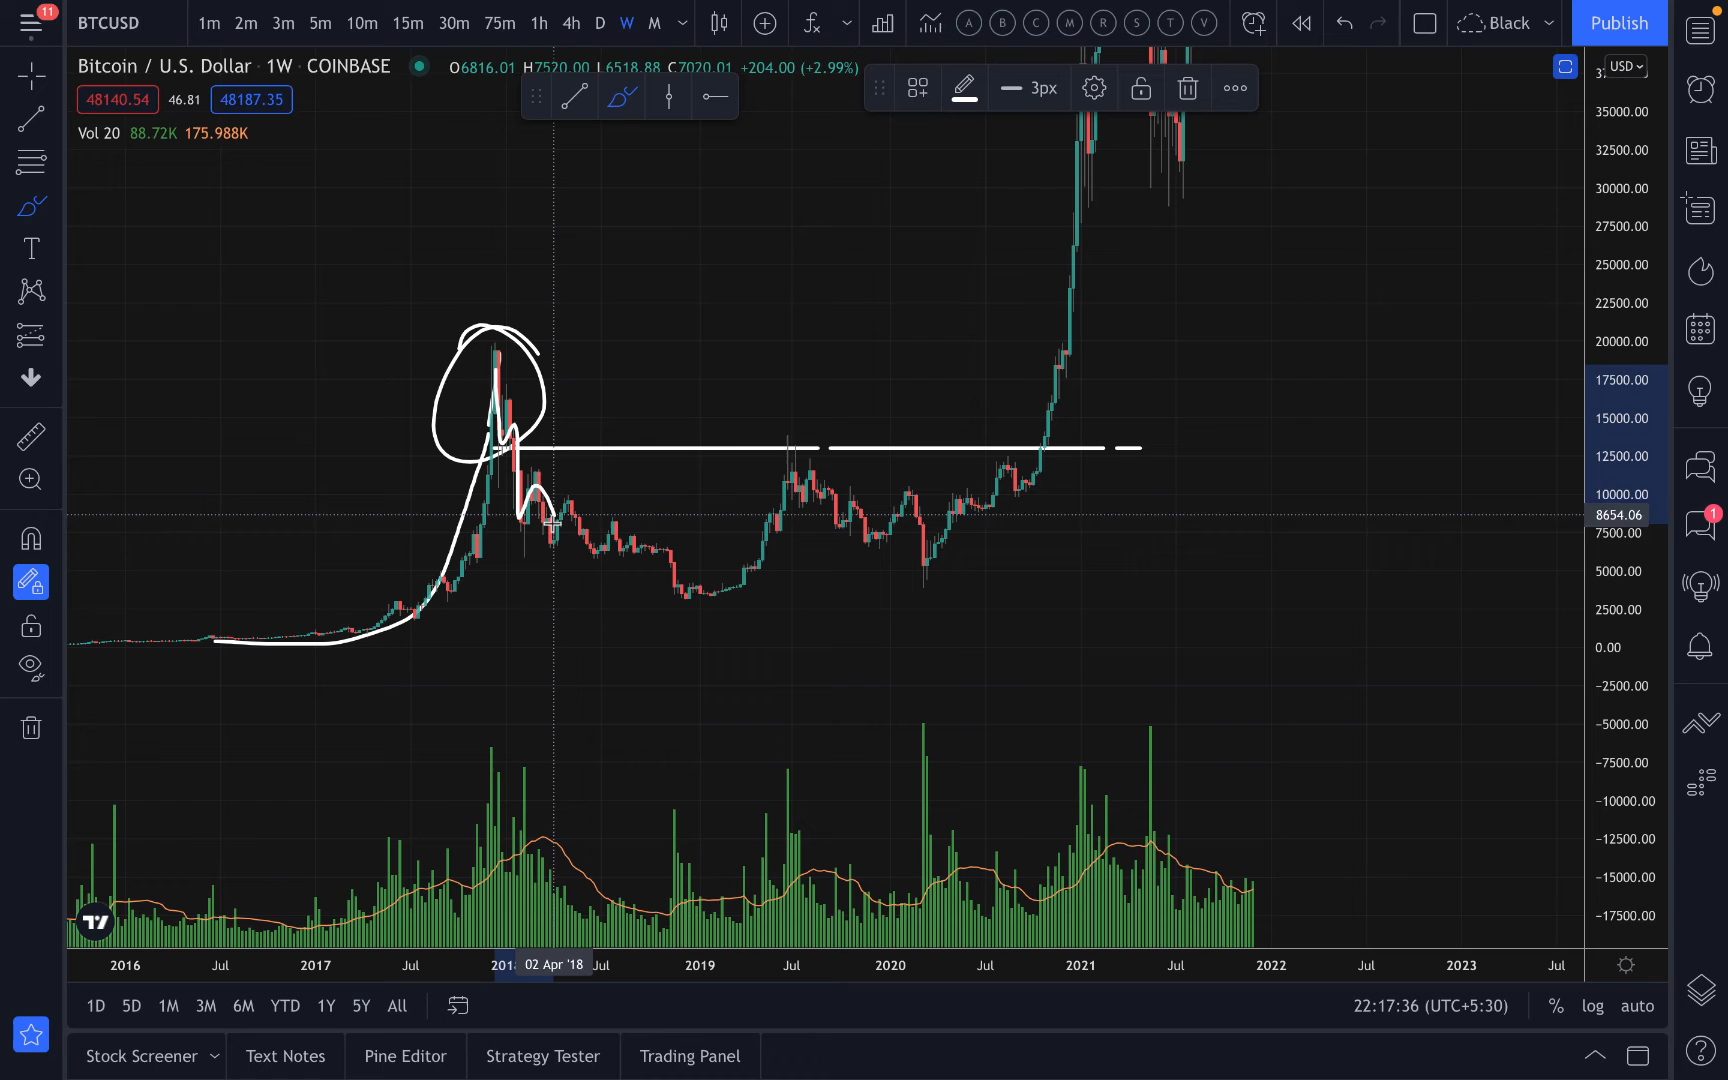 11
BTCUSD 1m 2m 3m 5m 10m 15m 30m 75m 1h 4h D W M A B C M R S T V Black Publish
Bitcoin / U.S. Dollar · 1W · COINBASE O6816.01 H7520.00 L6518.88 C7020.01 +204.00 (+2.99%)
48140.54 46.81 48187.35
Vol 20 88.72K 175.988K
3px
USD
35000.00
32500.00
30000.00
27500.00
25000.00
22500.00
20000.00
17500.00
15000.00
12500.00
10000.00
8654.06
7500.00
5000.00
2500.00
0.00
−2500.00
−5000.00
−7500.00
−10000.00
−12500.00
−15000.00
−17500.00
1
2016 Jul 2017 Jul 2018 02 Apr '18 Jul 2019 Jul 2020 Jul 2021 Jul 2022 Jul 2023 Jul
1D 5D 1M 3M 6M YTD 1Y 5Y All 22:17:36 (UTC+5:30) % log auto
Stock Screener Text Notes Pine Editor Strategy Tester Trading Panel